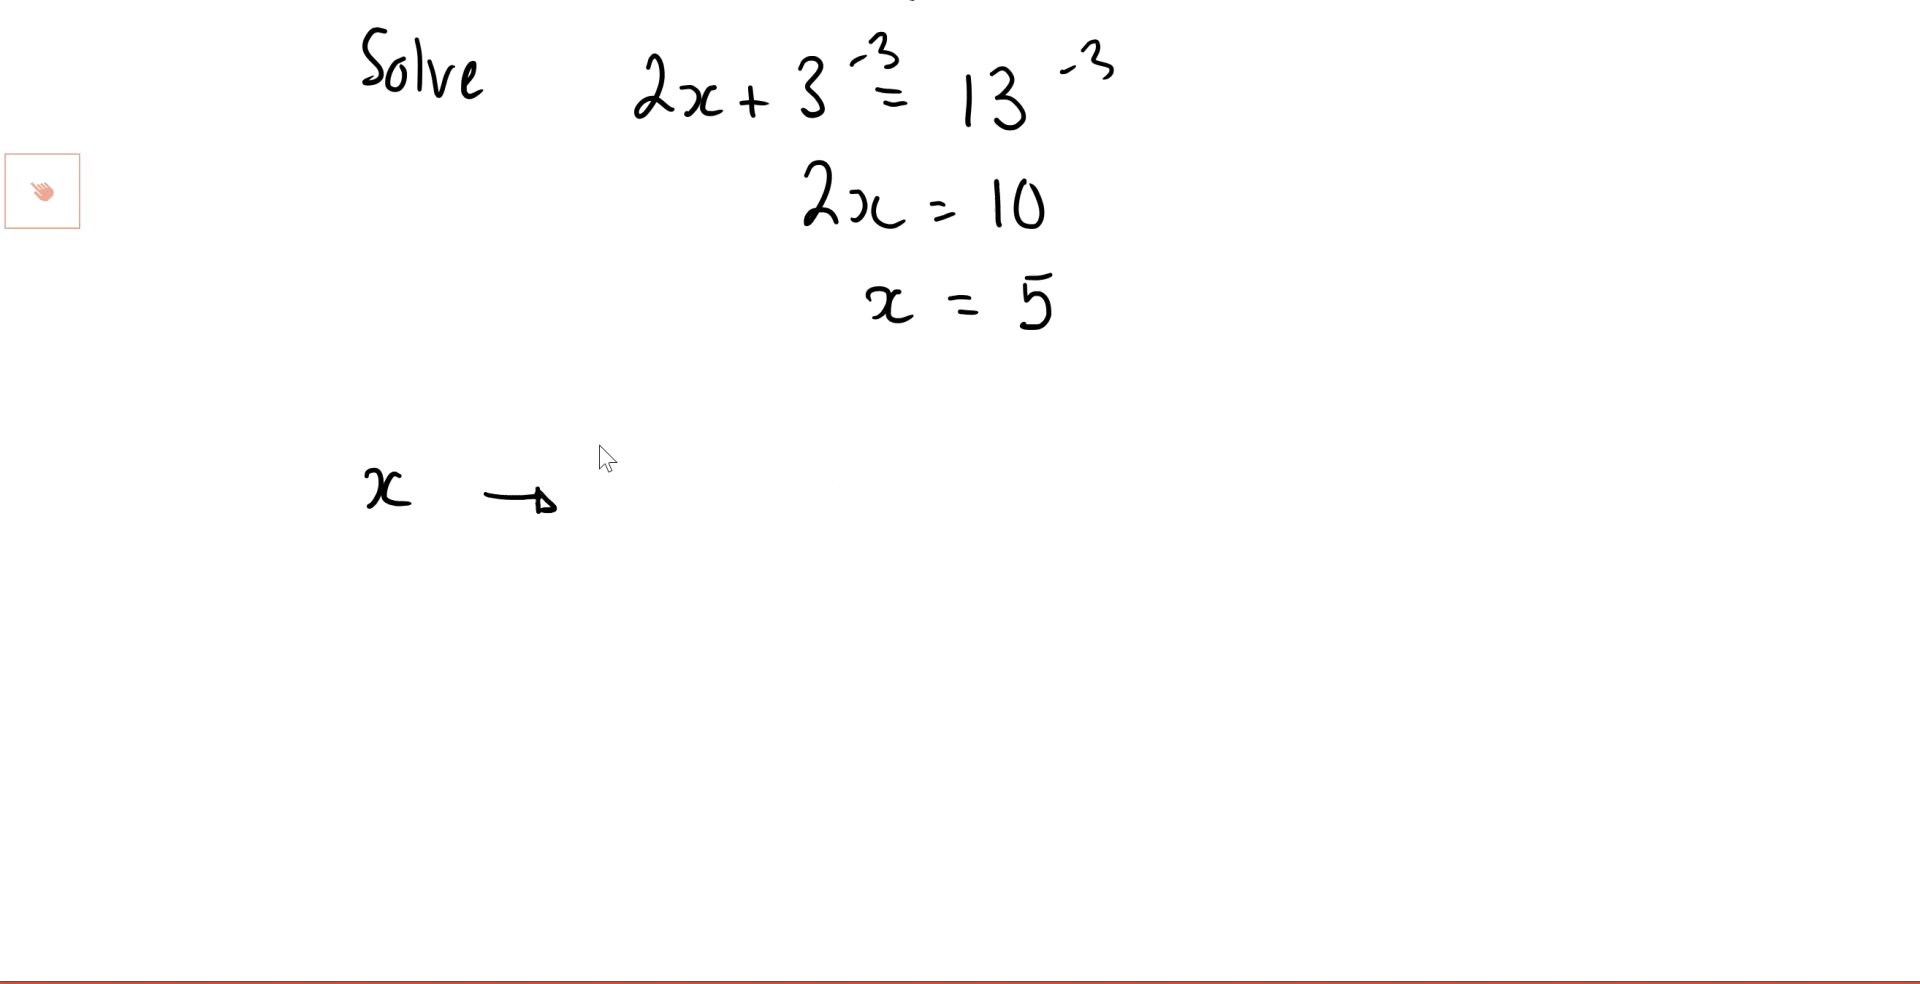 Solve 2x + 3 ⁻³ = 13 ⁻³
2x = 10
x = 5
x →